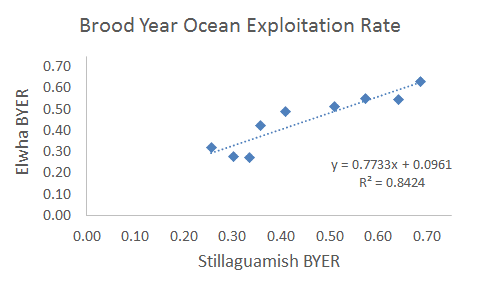 Brood Year Ocean Exploitation Rate
Elwha BYER
0.70
0.60
0.50
0.40
0.30
0.20
0.10
0.00
y = 0.7733x + 0.0961
R² = 0.8424
0.00 0.10 0.20 0.30 0.40 0.50 0.60 0.70
Stillaguamish BYER